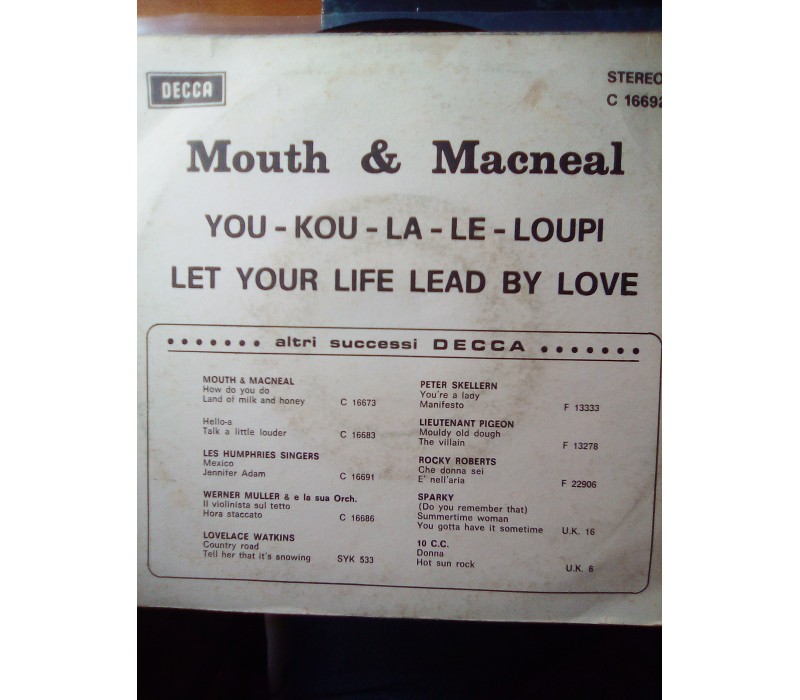 DECCA
STEREO
C 16692
Mouth & Macneal
YOU - KOU - LA - LE - LOUPI
LET YOUR LIFE LEAD BY LOVE
altri successi DECCA
MOUTH & MACNEAL
How do you do
Land of milk and honey C 16673
Hello-a
Talk a little louder C 16683
LES HUMPHRIES SINGERS
Mexico
Jennifer Adam C 16691
WERNER MULLER & e la sua Orch.
Il violinista sul tetto
Hora staccato C 16686
LOVELACE WATKINS
Country road
Tell her that it's snowing SYK 533
PETER SKELLERN
You're a lady
Manifesto F 13333
LIEUTENANT PIGEON
Mouldy old dough
The villain F 13278
ROCKY ROBERTS
Che donna sei
E' nell'aria F 22906
SPARKY
(Do you remember that)
Summertime woman
You gotta have it sometime U.K. 16
10 C.C.
Donna
Hot sun rock U.K. 6